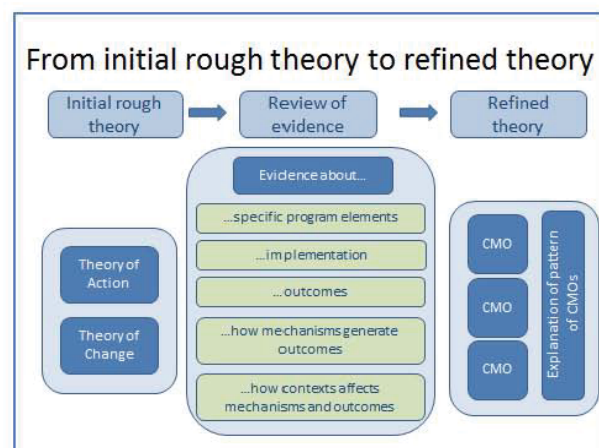 From initial rough theory to refined theory
Initial rough
theory
Review of
evidence
Refined
theory
Evidence about...
...specific program elements
...implementation
...outcomes
...how mechanisms generate
outcomes
...how contexts affects
mechanisms and outcomes
Theory of
Action
Theory of
Change
CMO
CMO
CMO
Explanation of pattern
of CMOs